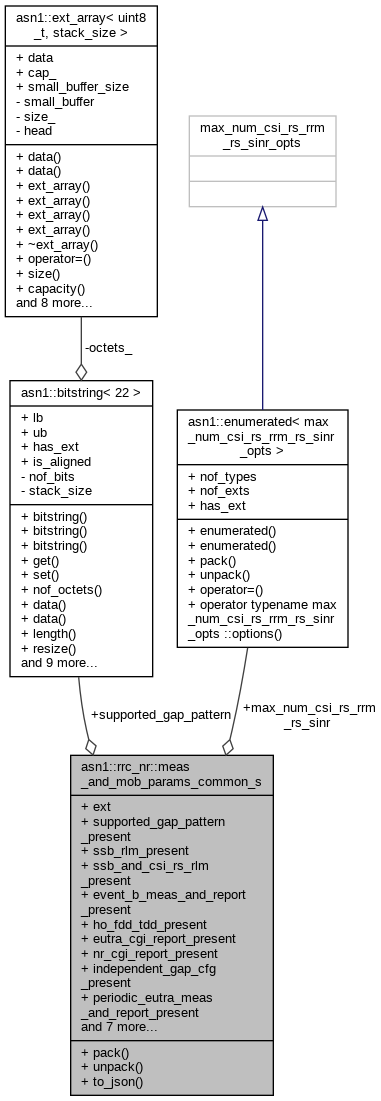 asn1::ext_array< uint8
_t, stack_size >
+ data
+ cap_
+ small_buffer_size
- small_buffer
- size_
- head
+ data()
+ data()
+ ext_array()
+ ext_array()
+ ext_array()
+ ext_array()
+ ~ext_array()
+ operator=()
+ size()
+ capacity()
and 8 more...
max_num_csi_rs_rrm
_rs_sinr_opts
-octets_
asn1::bitstring< 22 >
+ lb
+ ub
+ has_ext
+ is_aligned
- nof_bits
- stack_size
+ bitstring()
+ bitstring()
+ bitstring()
+ get()
+ set()
+ nof_octets()
+ data()
+ data()
+ length()
+ resize()
and 9 more...
asn1::enumerated< max
_num_csi_rs_rrm_rs_sinr
_opts >
+ nof_types
+ nof_exts
+ has_ext
+ enumerated()
+ enumerated()
+ pack()
+ unpack()
+ operator=()
+ operator typename max
_num_csi_rs_rrm_rs_sinr
_opts ::options()
+supported_gap_pattern
+max_num_csi_rs_rrm
_rs_sinr
asn1::rrc_nr::meas
_and_mob_params_common_s
+ ext
+ supported_gap_pattern
_present
+ ssb_rlm_present
+ ssb_and_csi_rs_rlm
_present
+ event_b_meas_and_report
_present
+ ho_fdd_tdd_present
+ eutra_cgi_report_present
+ nr_cgi_report_present
+ independent_gap_cfg
_present
+ periodic_eutra_meas
_and_report_present
and 7 more...
+ pack()
+ unpack()
+ to_json()